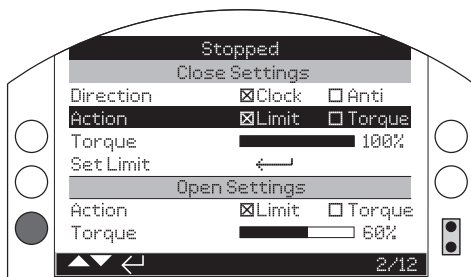 Stopped
Close Settings
Direction ☒Clock ☐Anti
Action ☒Limit ☐Torque
Torque 100%
Set Limit
Open Settings
Action ☒Limit ☐Torque
Torque 60%
2/12